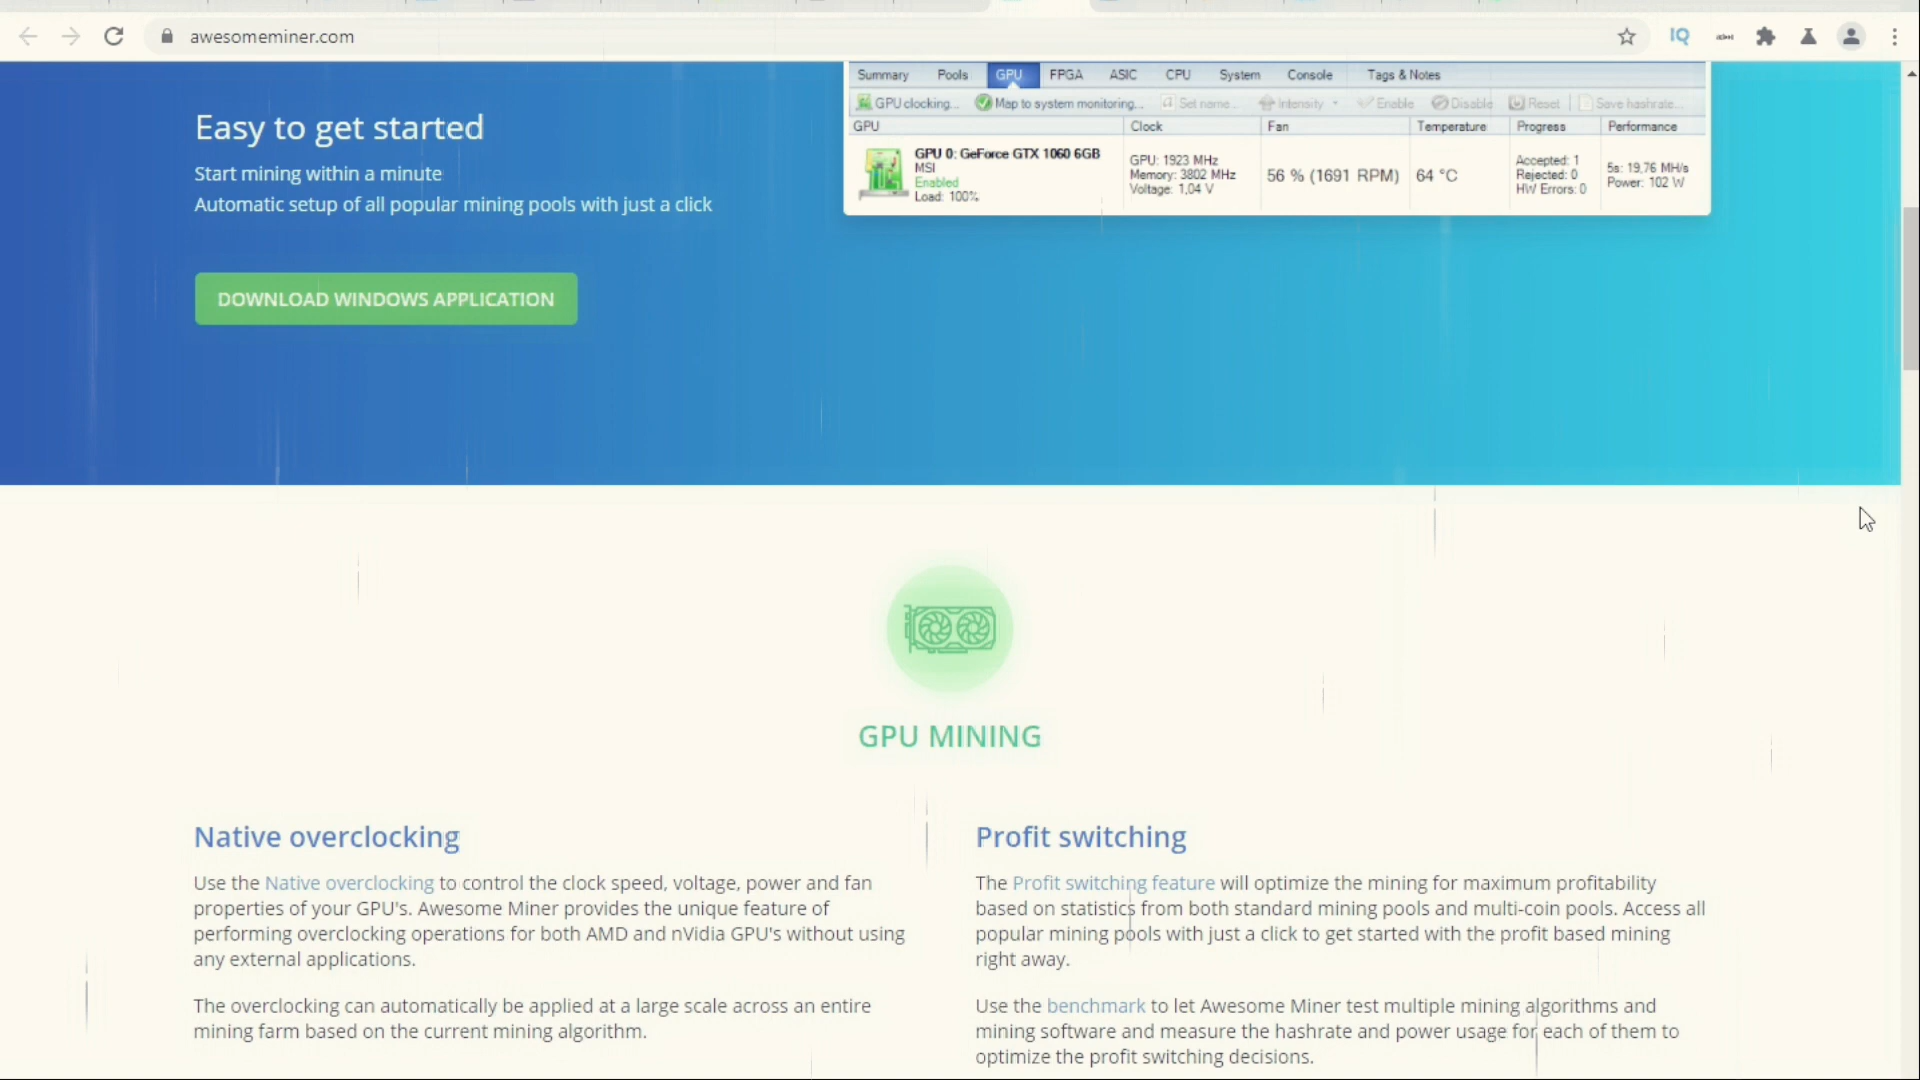 awesomeminer.com
IQ
Summary Pools GPU FPGA ASIC CPU System Console Tags & Notes
GPU clocking... Map to system monitoring... Set name... Intensity Enable Disable Reset Save hashrate...
GPU Clock Fan Temperature Progress Performance
GPU 0: GeForce GTX 1060 6GB
MSI
Enabled
Load: 100%
GPU: 1923 MHz
Memory: 3802 MHz
Voltage: 1,04 V
56 % (1691 RPM)
64 °C
Accepted: 1
Rejected: 0
HW Errors: 0
5s: 19,76 MH/s
Power: 102 W
Easy to get started
Start mining within a minute
Automatic setup of all popular mining pools with just a click
DOWNLOAD WINDOWS APPLICATION
GPU MINING
Native overclocking
Use the Native overclocking to control the clock speed, voltage, power and fan
properties of your GPU's. Awesome Miner provides the unique feature of
performing overclocking operations for both AMD and nVidia GPU's without using
any external applications.
The overclocking can automatically be applied at a large scale across an entire
mining farm based on the current mining algorithm.
Profit switching
The Profit switching feature will optimize the mining for maximum profitability
based on statistics from both standard mining pools and multi-coin pools. Access all
popular mining pools with just a click to get started with the profit based mining
right away.
Use the benchmark to let Awesome Miner test multiple mining algorithms and
mining software and measure the hashrate and power usage for each of them to
optimize the profit switching decisions.